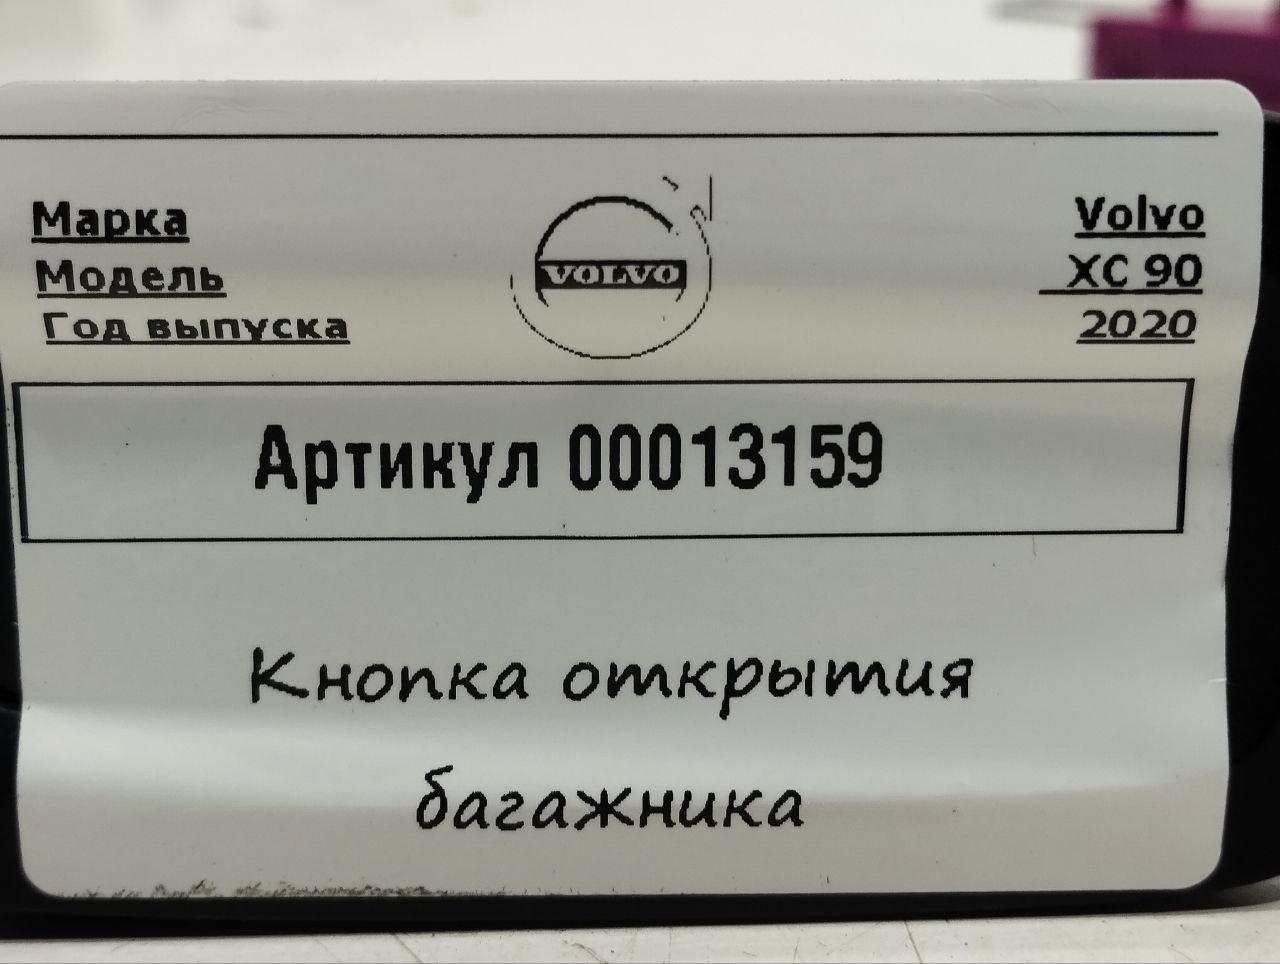 Марка VOLVO Volvo
Модель XC 90
Год выпуска 2020
Артикул 00013159
Кнопка открытия
багажника